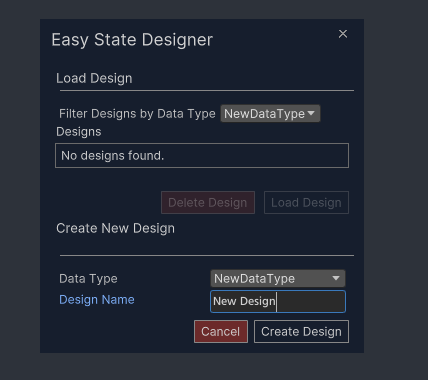 Easy State Designer
Load Design
Filter Designs by Data Type NewDataType
Designs
No designs found.
Delete Design Load Design
Create New Design
Data Type NewDataType
Design Name New Design
Cancel Create Design